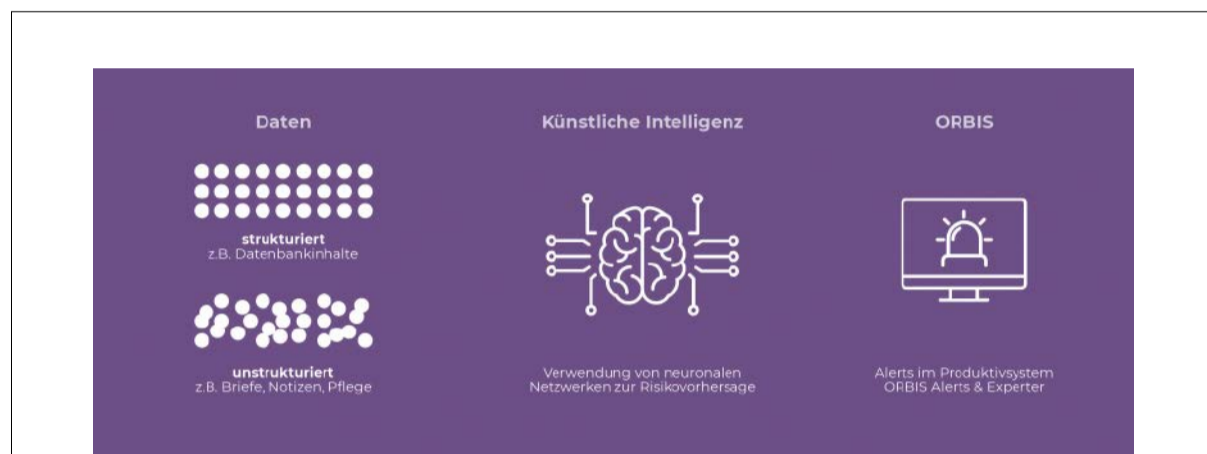 Daten
strukturiert
z.B. Datenbankinhalte
unstrukturiert
z.B. Briefe, Notizen, Pflege
Künstliche Intelligenz
Verwendung von neuronalen
Netzwerken zur Risikovorhersage
ORBIS
Alerts im Produktivsystem
ORBIS Alerts & Experter